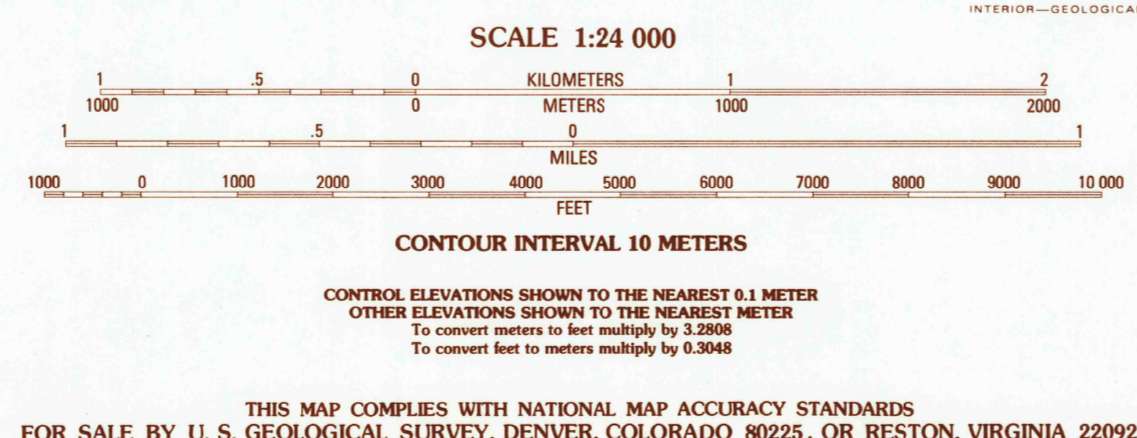 INTERIOR—GEOLOGICAL
SCALE 1:24 000
1 .5 0 KILOMETERS 1 2
1000 0 METERS 1000 2000
1 .5 0 1
MILES
1000 0 1000 2000 3000 4000 5000 6000 7000 8000 9000 10 000
FEET
CONTOUR INTERVAL 10 METERS
CONTROL ELEVATIONS SHOWN TO THE NEAREST 0.1 METER
OTHER ELEVATIONS SHOWN TO THE NEAREST METER
To convert meters to feet multiply by 3.2808
To convert feet to meters multiply by 0.3048
THIS MAP COMPLIES WITH NATIONAL MAP ACCURACY STANDARDS
FOR SALE BY U. S. GEOLOGICAL SURVEY, DENVER, COLORADO 80225, OR RESTON, VIRGINIA 22092